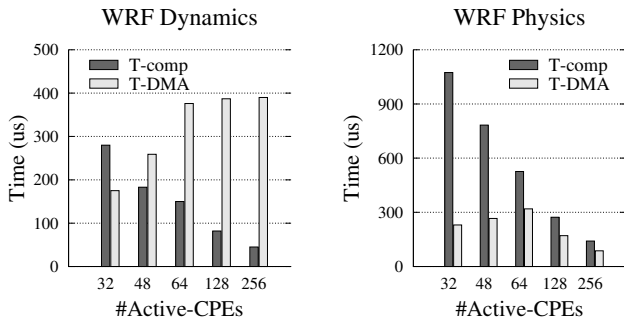 WRF Dynamics
500
400
300
200
100
0
Time (us)
T-comp
T-DMA
32 48 64 128 256
#Active-CPEs
WRF Physics
1200
900
600
300
0
Time (us)
T-comp
T-DMA
32 48 64 128 256
#Active-CPEs